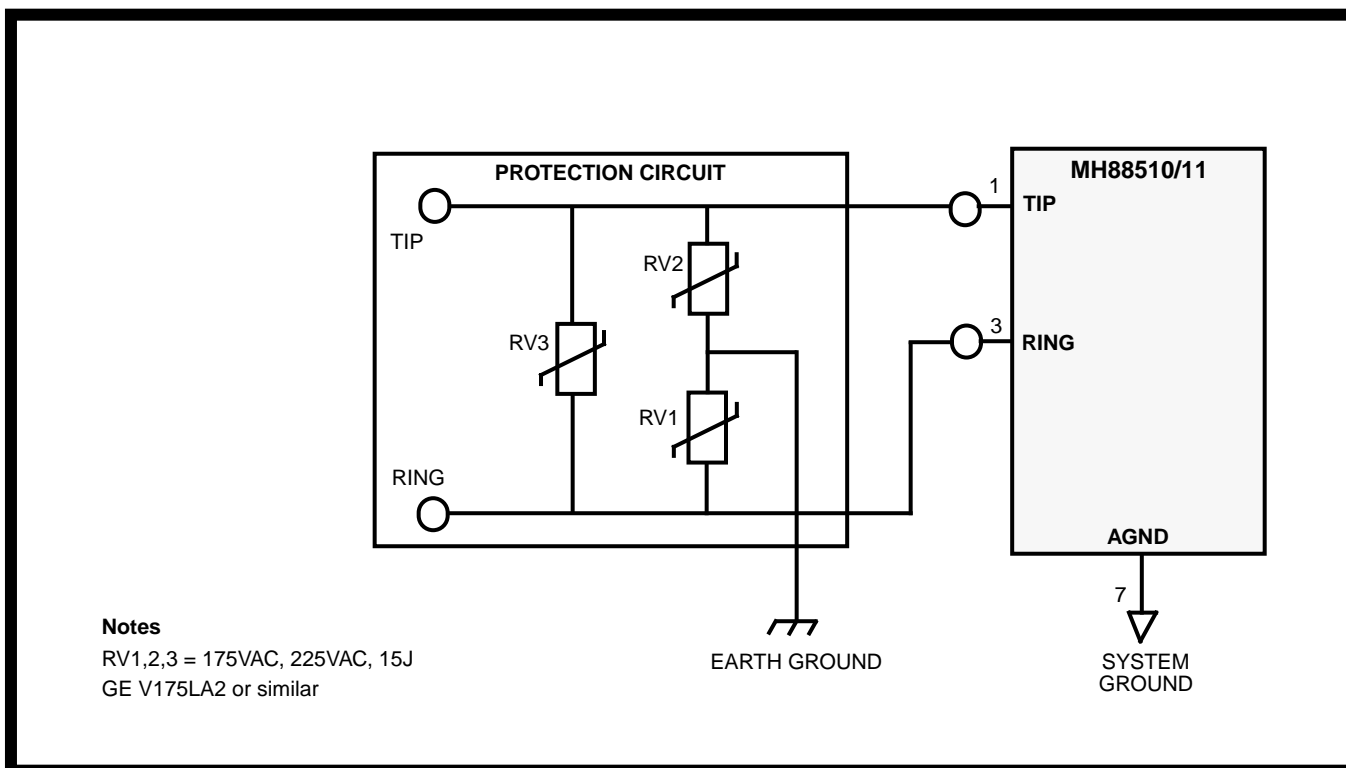 PROTECTION CIRCUIT
MH88510/11
TIP
1
TIP
RV2
RV3
3
RING
RV1
RING
AGND
7
EARTH GROUND
SYSTEM
GROUND
Notes
RV1,2,3 = 175VAC, 225VAC, 15J
GE V175LA2 or similar